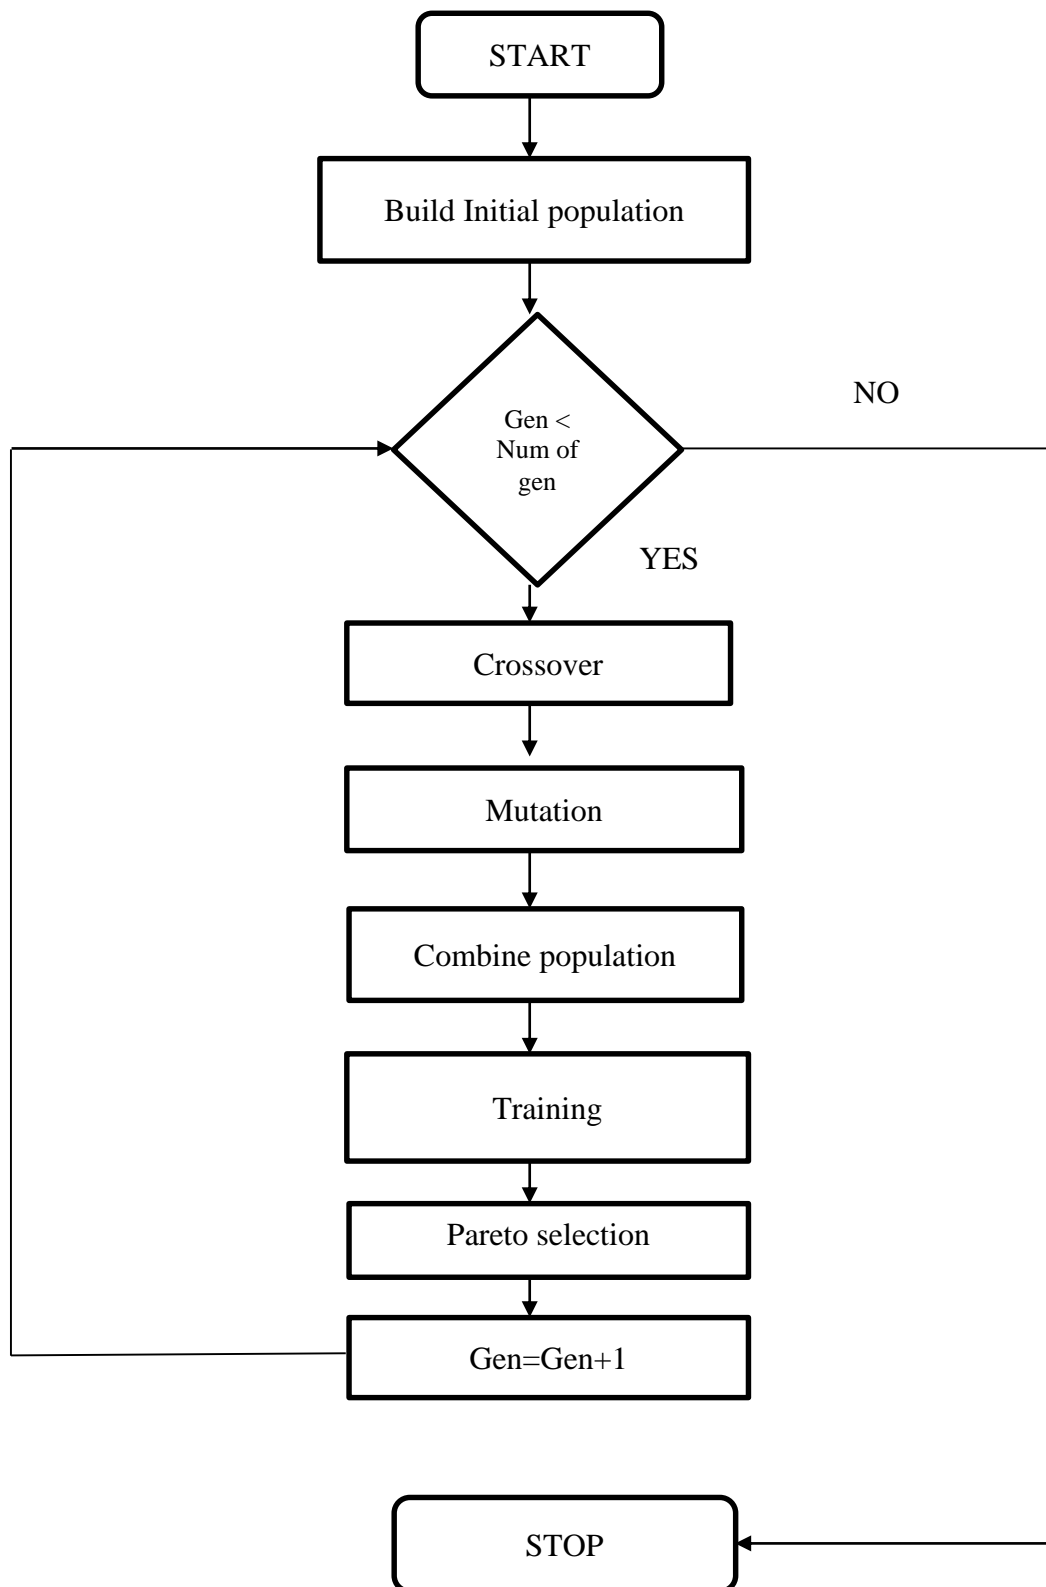 START
Build Initial population
NO
Gen <
Num of
gen
YES
Crossover
Mutation
Combine population
Training
Pareto selection
Gen=Gen+1
STOP